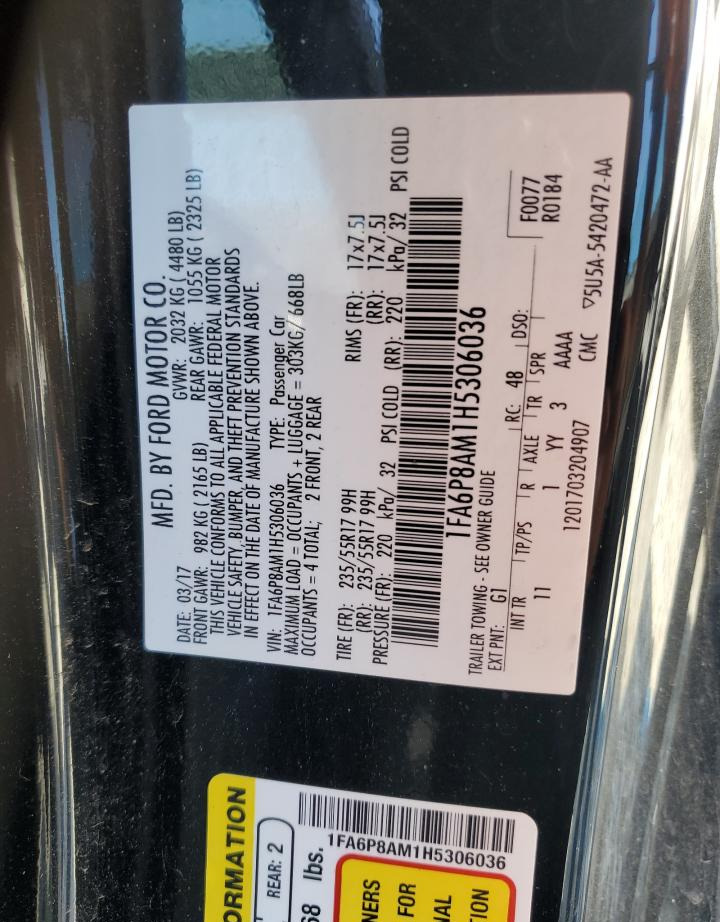 MFD. BY FORD MOTOR CO.
DATE: 03/17 GVWR: 2032 KG ( 4480 LB)
FRONT GAWR: 982 KG ( 2165 LB) REAR GAWR: 1055 KG ( 2325 LB)
THIS VEHICLE CONFORMS TO ALL APPLICABLE FEDERAL MOTOR
VEHICLE SAFETY, BUMPER, AND THEFT PREVENTION STANDARDS
IN EFFECT ON THE DATE OF MANUFACTURE SHOWN ABOVE.
VIN: 1FA6P8AM1H5306036 TYPE: Passenger Car
MAXIMUM LOAD = OCCUPANTS + LUGGAGE = 303KG/ 668LB
OCCUPANTS = 4 TOTAL; 2 FRONT, 2 REAR
TIRE (FR): 235/55R17 99H RIMS (FR): 17x7.5J
(RR): 235/55R17 99H (RR): 17x7.5J
PRESSURE (FR): 220 kPa/ 32 PSI COLD (RR): 220 kPa/ 32 PSI COLD
1FA6P8AM1H5306036
TRAILER TOWING - SEE OWNER GUIDE
EXT PNT: G1 RC: 48 DSO: F0077
R0184
INT TR TP/PS R AXLE TR SPR
11 1 YY 3 AAAA
1201703204907 CMC ▽5U5A-5420472-AA
ORMATION
REAR: 2
68 lbs.
1FA6P8AM1H5306036
NERS
FOR
NAL
TION